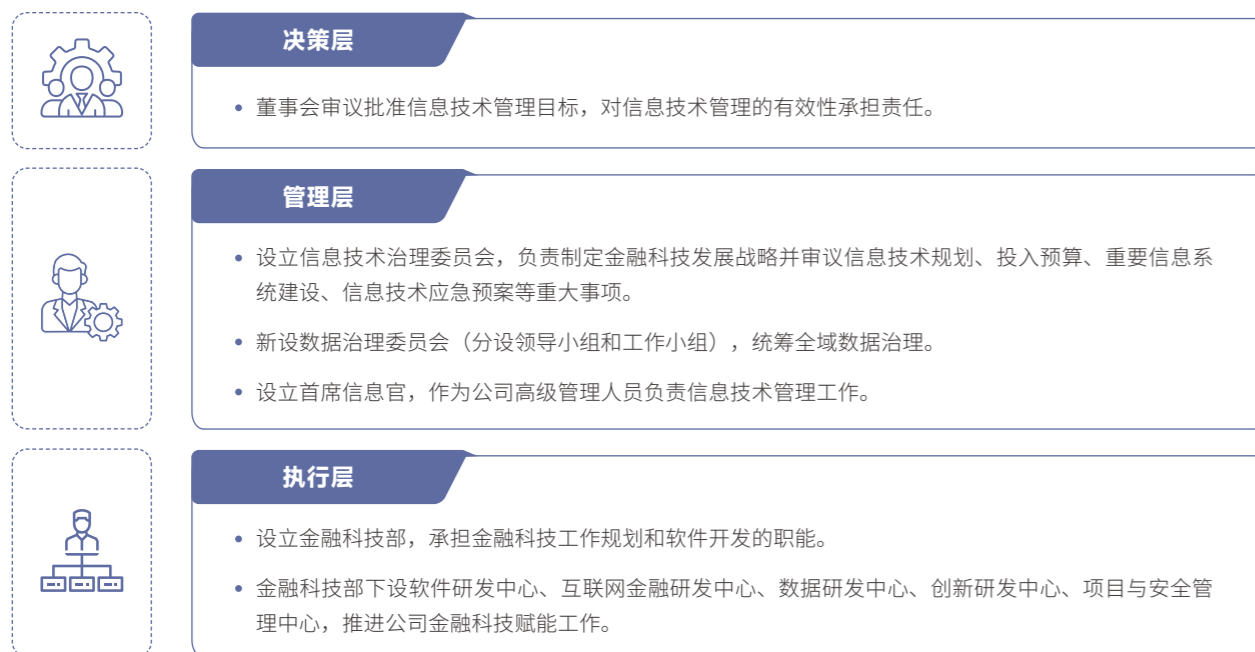 决策层
• 董事会审议批准信息技术管理目标，对信息技术管理的有效性承担责任。
管理层
• 设立信息技术治理委员会，负责制定金融科技发展战略并审议信息技术规划、投入预算、重要信息系
统建设、信息技术应急预案等重大事项。
• 新设数据治理委员会（分设领导小组和工作小组），统筹全域数据治理。
• 设立首席信息官，作为公司高级管理人员负责信息技术管理工作。
执行层
• 设立金融科技部，承担金融科技工作规划和软件开发的职能。
• 金融科技部下设软件研发中心、互联网金融研发中心、数据研发中心、创新研发中心、项目与安全管
理中心，推进公司金融科技赋能工作。